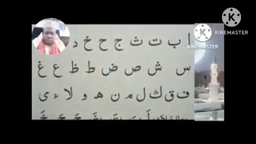 KINEMASTER
KINEMASTER
ا ب ت ث ج ح خ د
س ش ص ض ط ظ ع غ
ف ق ك ل م ن ه و لا ء ى